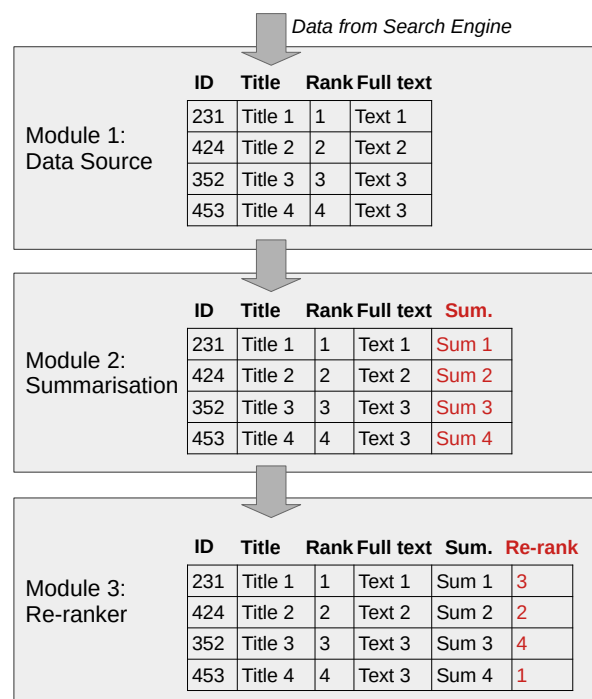 Data from Search Engine
ID Title Rank Full text
Module 1:
Data Source
231 Title 1 1 Text 1
424 Title 2 2 Text 2
352 Title 3 3 Text 3
453 Title 4 4 Text 3
ID Title Rank Full text Sum.
Module 2:
Summarisation
231 Title 1 1 Text 1 Sum 1
424 Title 2 2 Text 2 Sum 2
352 Title 3 3 Text 3 Sum 3
453 Title 4 4 Text 3 Sum 4
ID Title Rank Full text Sum. Re-rank
Module 3:
Re-ranker
231 Title 1 1 Text 1 Sum 1 3
424 Title 2 2 Text 2 Sum 2 2
352 Title 3 3 Text 3 Sum 3 4
453 Title 4 4 Text 3 Sum 4 1